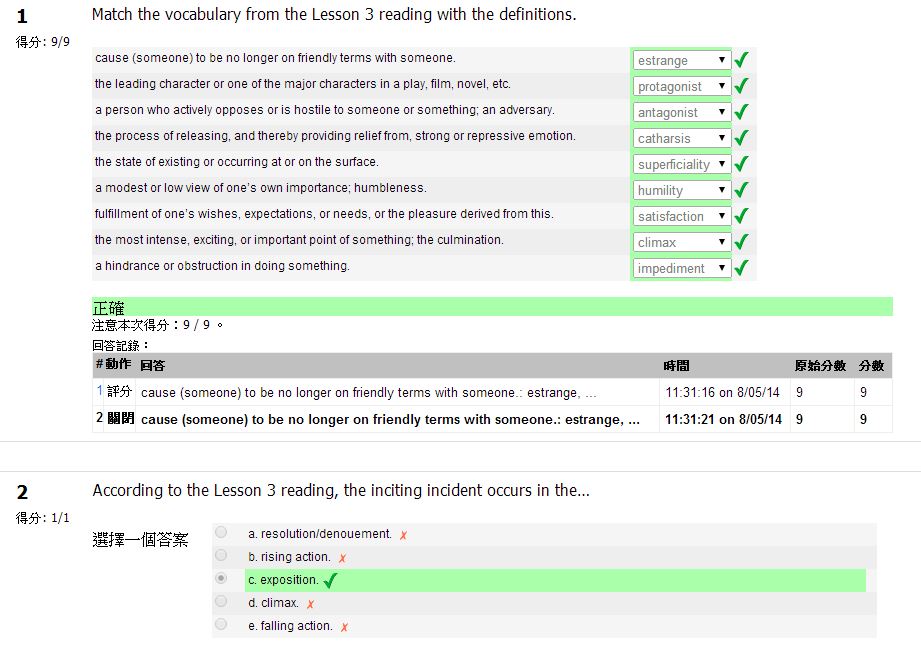 1 Match the vocabulary from the Lesson 3 reading with the definitions.
得分: 9/9
cause (someone) to be no longer on friendly terms with someone. estrange
the leading character or one of the major characters in a play, film, novel, etc. protagonist
a person who actively opposes or is hostile to someone or something; an adversary. antagonist
the process of releasing, and thereby providing relief from, strong or repressive emotion. catharsis
the state of existing or occurring at or on the surface. superficiality
a modest or low view of one's own importance; humbleness. humility
fulfillment of one's wishes, expectations, or needs, or the pleasure derived from this. satisfaction
the most intense, exciting, or important point of something; the culmination. climax
a hindrance or obstruction in doing something. impediment
正確
注意本次得分：9 / 9 。
回答記錄：
# 動作 回答 時間 原始分數 分數
1 評分 cause (someone) to be no longer on friendly terms with someone.: estrange, ... 11:31:16 on 8/05/14 9 9
2 關閉 cause (someone) to be no longer on friendly terms with someone.: estrange, ... 11:31:21 on 8/05/14 9 9
2 According to the Lesson 3 reading, the inciting incident occurs in the...
得分: 1/1
選擇一個答案
a. resolution/denouement.
b. rising action.
c. exposition.
d. climax.
e. falling action.